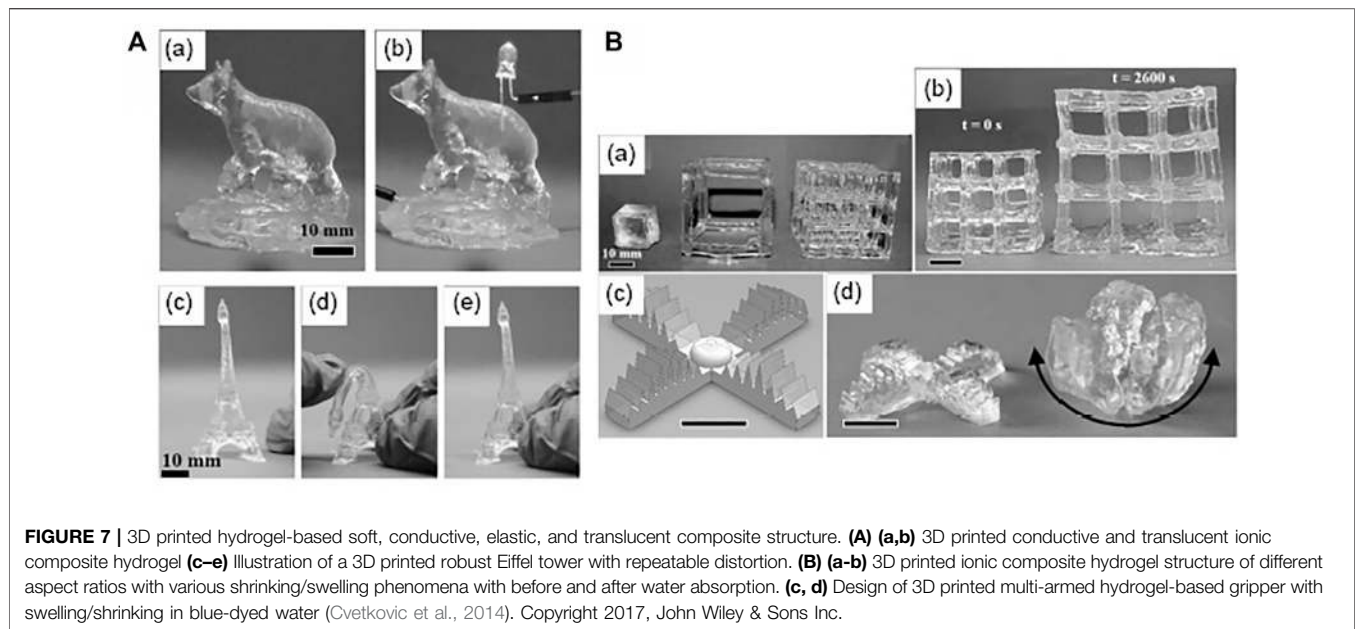 A
(a)
(b)
10 mm
(c)
(d)
(e)
10 mm
B
(a)
10 mm
(b)
t = 0 s
t = 2600 s
(c)
(d)
FIGURE 7 | 3D printed hydrogel-based soft, conductive, elastic, and translucent composite structure. (A) (a,b) 3D printed conductive and translucent ionic
composite hydrogel (c–e) Illustration of a 3D printed robust Eiffel tower with repeatable distortion. (B) (a-b) 3D printed ionic composite hydrogel structure of different
aspect ratios with various shrinking/swelling phenomena with before and after water absorption. (c, d) Design of 3D printed multi-armed hydrogel-based gripper with
swelling/shrinking in blue-dyed water (Cvetkovic et al., 2014). Copyright 2017, John Wiley & Sons Inc.